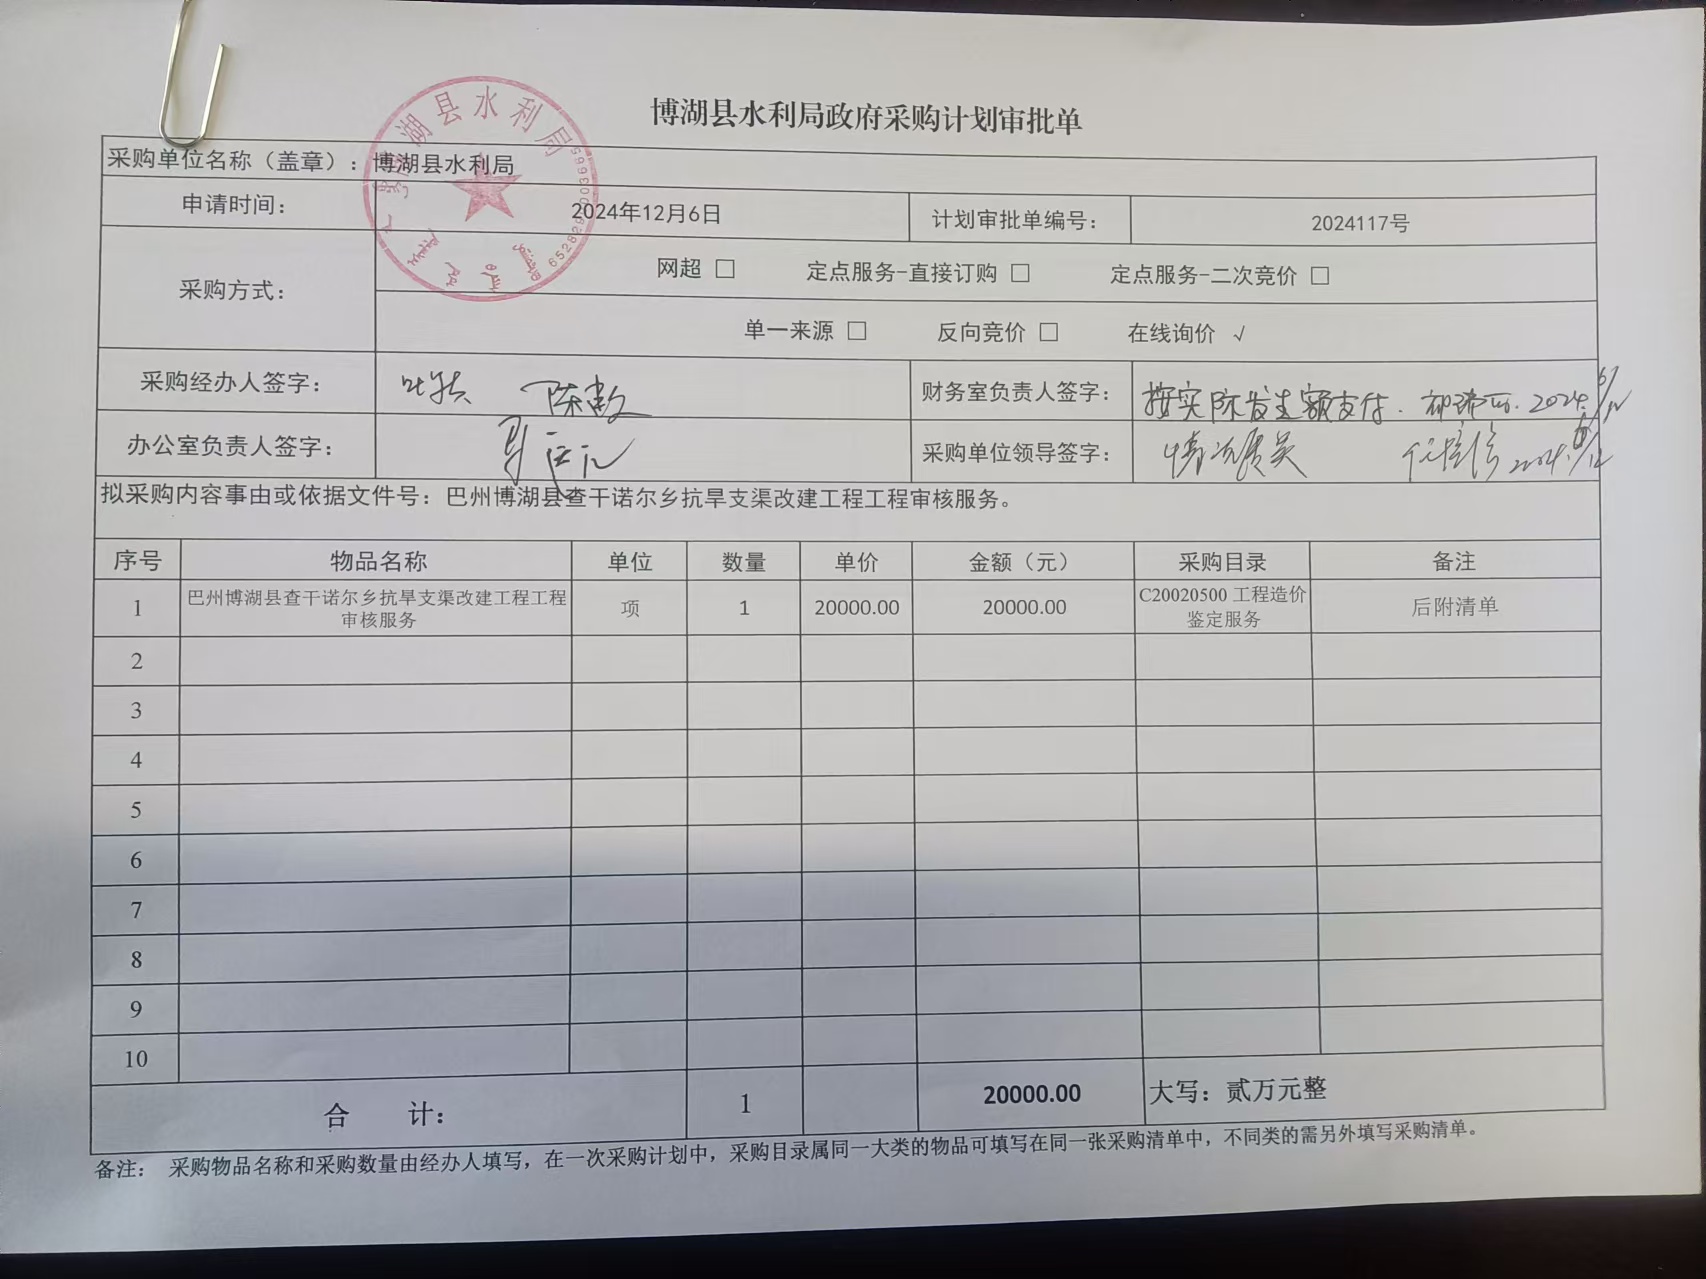 博湖县水利局政府采购计划审批单
博湖县水利局
采购单位名称（盖章）：博湖县水利局
申请时间： 2024年12月6日 计划审批单编号： 2024117号
采购方式： 网超 □ 定点服务-直接订购 □ 定点服务-二次竞价 □
单一来源 □ 反向竞价 □ 在线询价 √
采购经办人签字： 陈 财务室负责人签字： 按实际发生额支付. 2024.
办公室负责人签字： 采购单位领导签字： 情况属实 2024.
拟采购内容事由或依据文件号：巴州博湖县查干诺尔乡抗旱支渠改建工程工程审核服务。
序号 物品名称 单位 数量 单价 金额（元） 采购目录 备注
1 巴州博湖县查干诺尔乡抗旱支渠改建工程工程 项 1 20000.00 20000.00 C20020500 工程造价 后附清单
审核服务 鉴定服务
2
3
4
5
6
7
8
9
10
合 计： 1 20000.00 大写：贰万元整
备注： 采购物品名称和采购数量由经办人填写，在一次采购计划中，采购目录属同一大类的物品可填写在同一张采购清单中，不同类的需另外填写采购清单。